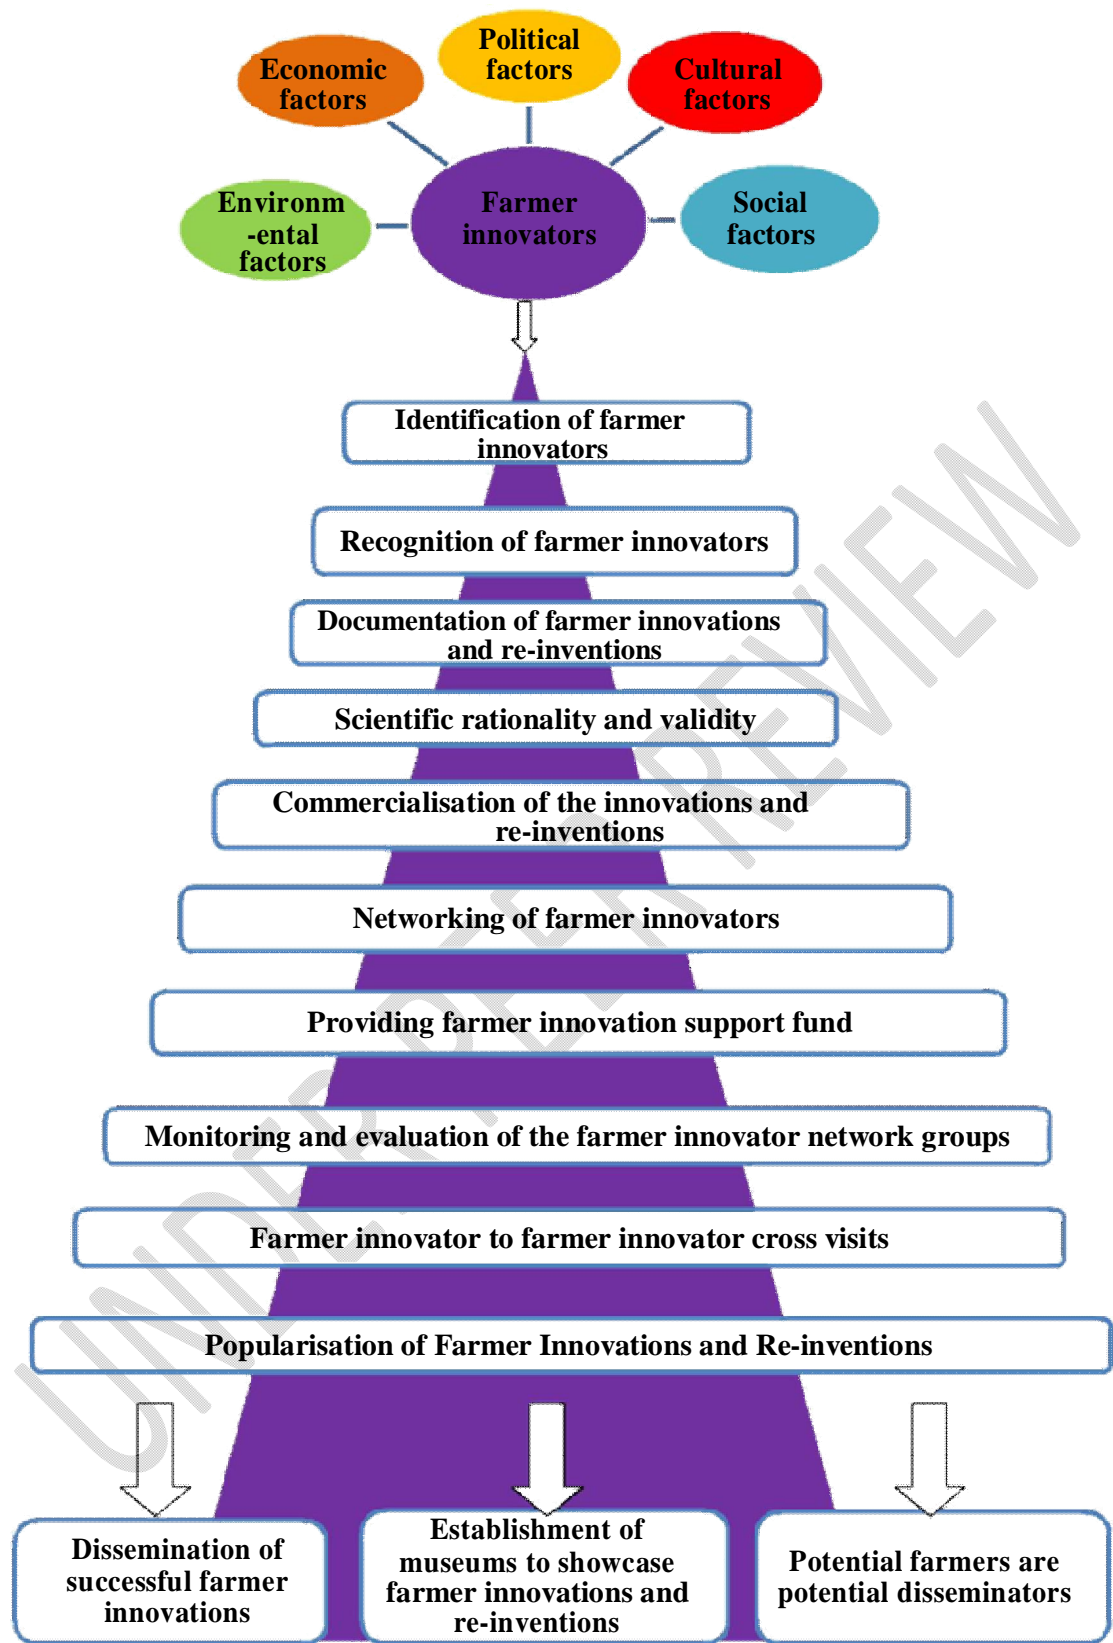 Political
factors
Economic
factors
Cultural
factors
Environm
-ental
factors
Farmer
innovators
Social
factors
Identification of farmer
innovators
Recognition of farmer innovators
Documentation of farmer innovations
and re-inventions
Scientific rationality and validity
Commercialisation of the innovations and
re-inventions
Networking of farmer innovators
Providing farmer innovation support fund
Monitoring and evaluation of the farmer innovator network groups
Farmer innovator to farmer innovator cross visits
Popularisation of Farmer Innovations and Re-inventions
Dissemination of
successful farmer
innovations
Establishment of
museums to showcase
farmer innovations and
re-inventions
Potential farmers are
potential disseminators
UNDER PEER REVIEW